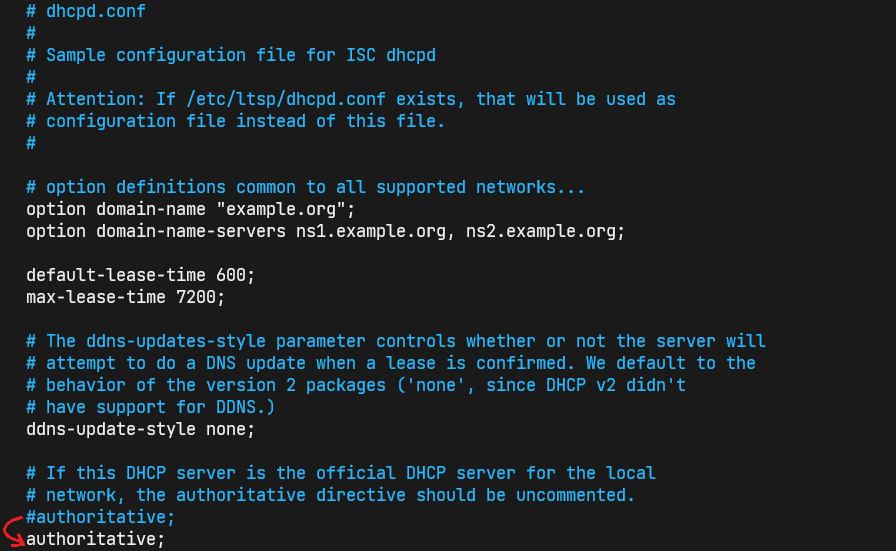 # dhcpd.conf
#
# Sample configuration file for ISC dhcpd
#
# Attention: If /etc/ltsp/dhcpd.conf exists, that will be used as
# configuration file instead of this file.
#
# option definitions common to all supported networks...
option domain-name "example.org";
option domain-name-servers ns1.example.org, ns2.example.org;
default-lease-time 600;
max-lease-time 7200;
# The ddns-updates-style parameter controls whether or not the server will
# attempt to do a DNS update when a lease is confirmed. We default to the
# behavior of the version 2 packages ('none', since DHCP v2 didn't
# have support for DDNS.)
ddns-update-style none;
# If this DHCP server is the official DHCP server for the local
# network, the authoritative directive should be uncommented.
#authoritative;
authoritative;